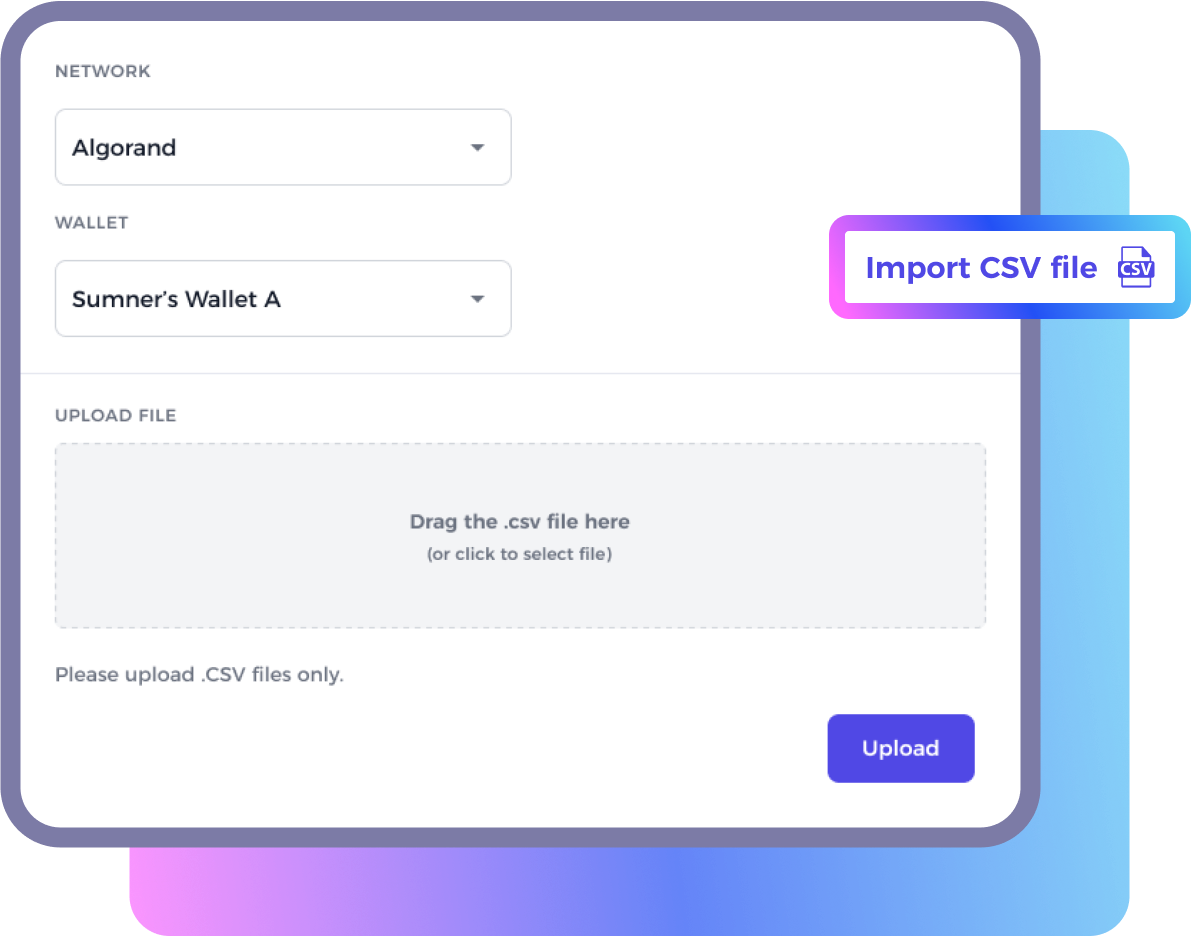 NETWORK
Algorand
WALLET
Sumner’s Wallet A
Import CSV file
CSV
UPLOAD FILE
Drag the .csv file here
(or click to select file)
Please upload .CSV files only.
Upload